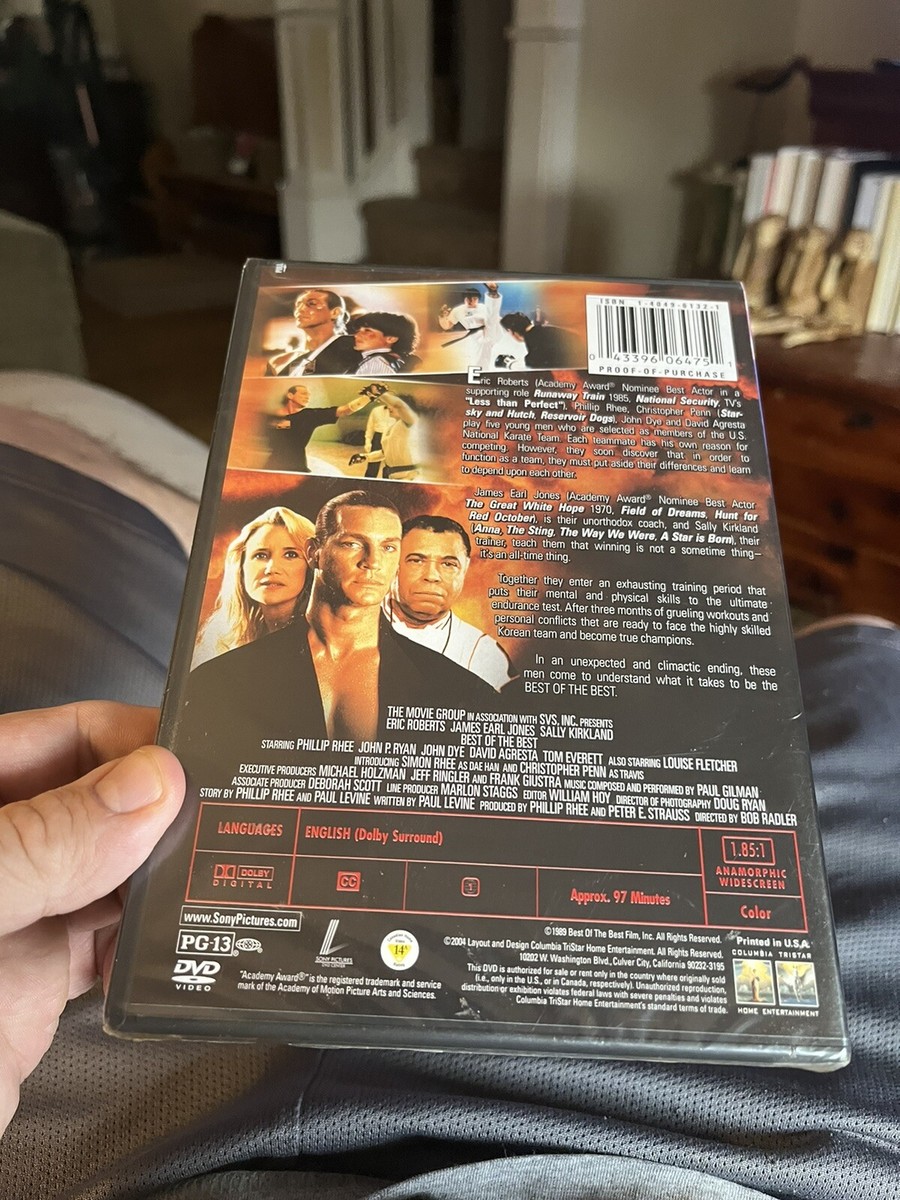 ISBN 1-4049-6132-1
0 43396 06475 1
PROOF-OF-PURCHASE
Eric Roberts (Academy Award® Nominee Best Actor in a
supporting role Runaway Train 1985, National Security, TV's
"Less than Perfect"), Phillip Rhee, Christopher Penn (Star-
sky and Hutch, Reservoir Dogs), John Dye and David Agresta
play five young men who are selected as members of the U.S.
National Karate Team. Each teammate has his own reason for
competing. However, they soon discover that in order to
function as a team, they must put aside their differences and learn
to depend upon each other.
James Earl Jones (Academy Award® Nominee Best Actor
The Great White Hope 1970, Field of Dreams, Hunt for
Red October), is their unorthodox coach, and Sally Kirkland
(Anna, The Sting, The Way We Were, A Star is Born), their
trainer, teach them that winning is not a sometime thing—
it's an all-time thing.
Together they enter an exhausting training period that
puts their mental and physical skills to the ultimate
endurance test. After three months of grueling workouts and
personal conflicts that are ready to face the highly skilled
Korean team and become true champions.
In an unexpected and climactic ending, these
men come to understand what it takes to be the
BEST OF THE BEST.
THE MOVIE GROUP IN ASSOCIATION WITH SVS, INC. PRESENTS
ERIC ROBERTS JAMES EARL JONES SALLY KIRKLAND
BEST OF THE BEST
STARRING PHILLIP RHEE JOHN P. RYAN JOHN DYE DAVID AGRESTA TOM EVERETT ALSO STARRING LOUISE FLETCHER
INTRODUCING SIMON RHEE AS DAE HAN AND CHRISTOPHER PENN AS TRAVIS
EXECUTIVE PRODUCERS MICHAEL HOLZMAN JEFF RINGLER AND FRANK GIUSTRA MUSIC COMPOSED AND PERFORMED BY PAUL GILMAN
ASSOCIATE PRODUCER DEBORAH SCOTT LINE PRODUCER MARLON STAGGS EDITOR WILLIAM HOY DIRECTOR OF PHOTOGRAPHY DOUG RYAN
STORY BY PHILLIP RHEE AND PAUL LEVINE WRITTEN BY PAUL LEVINE PRODUCED BY PHILLIP RHEE AND PETER E. STRAUSS DIRECTED BY BOB RADLER
LANGUAGES ENGLISH (Dolby Surround)
DOLBY DIGITAL
CC
1
Approx. 97 Minutes
1.85:1
ANAMORPHIC
WIDESCREEN
Color
www.SonyPictures.com
PG-13
DVD
VIDEO
SONY PICTURES
14
"Academy Award®" is the registered trademark and service
mark of the Academy of Motion Picture Arts and Sciences.
©1989 Best Of The Best Film, Inc. All Rights Reserved.
©2004 Layout and Design Columbia TriStar Home Entertainment. All Rights Reserved.
10202 W. Washington Blvd., Culver City, California 90232-3195
This DVD is authorized for sale or rent only in the country where originally sold
(i.e., only in the U.S., or in Canada, respectively). Unauthorized reproduction,
distribution or exhibition violates federal laws with severe penalties and violates
Columbia TriStar Home Entertainment's standard terms of trade.
Printed in U.S.A.
COLUMBIA TRISTAR
HOME ENTERTAINMENT